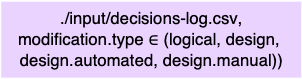 ./input/decisions-log.csv,
modification.type ∈ (logical, design,
design.automated, design.manual))